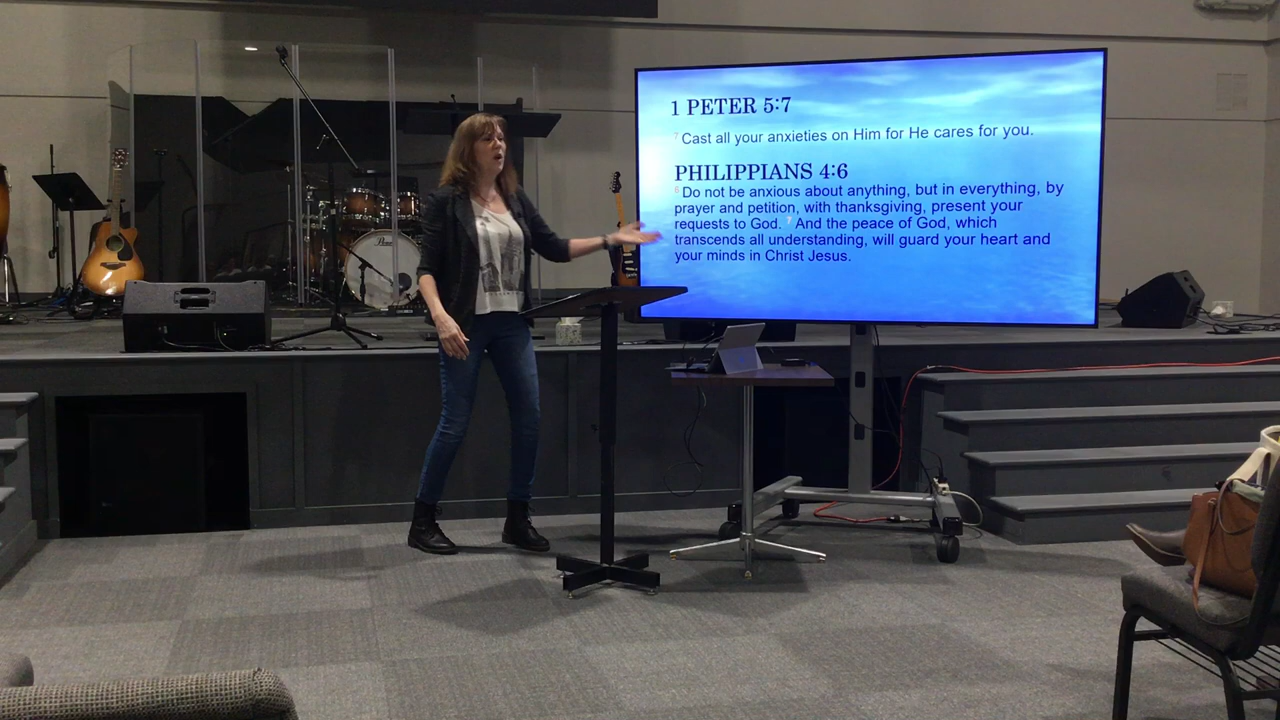 1 PETER 5:7
7 Cast all your anxieties on Him for He cares for you.
PHILIPPIANS 4:6
6 Do not be anxious about anything, but in everything, by
prayer and petition, with thanksgiving, present your
requests to God. 7 And the peace of God, which
transcends all understanding, will guard your heart and
your minds in Christ Jesus.
Pearl